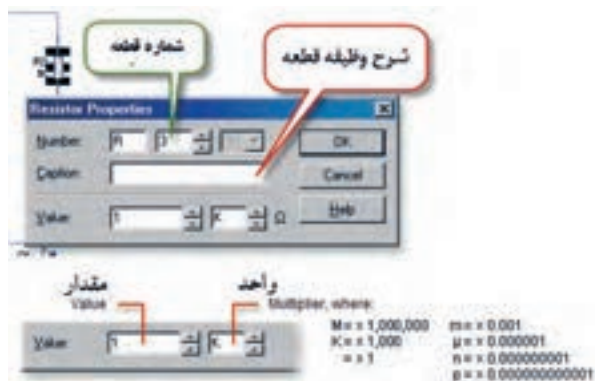 شماره قطعه
شرح وظیفه قطعه
Resistor Properties
Number: R 3
OK
Caption:
Cancel
Value: 1 K Ω
Help
مقدار
واحد
Value
Multiplier, where:
Value: 1 K
M = x 1,000,000
K = x 1,000
= x 1
m = x 0.001
µ = x 0.000001
n = x 0.000000001
p = x 0.000000000001